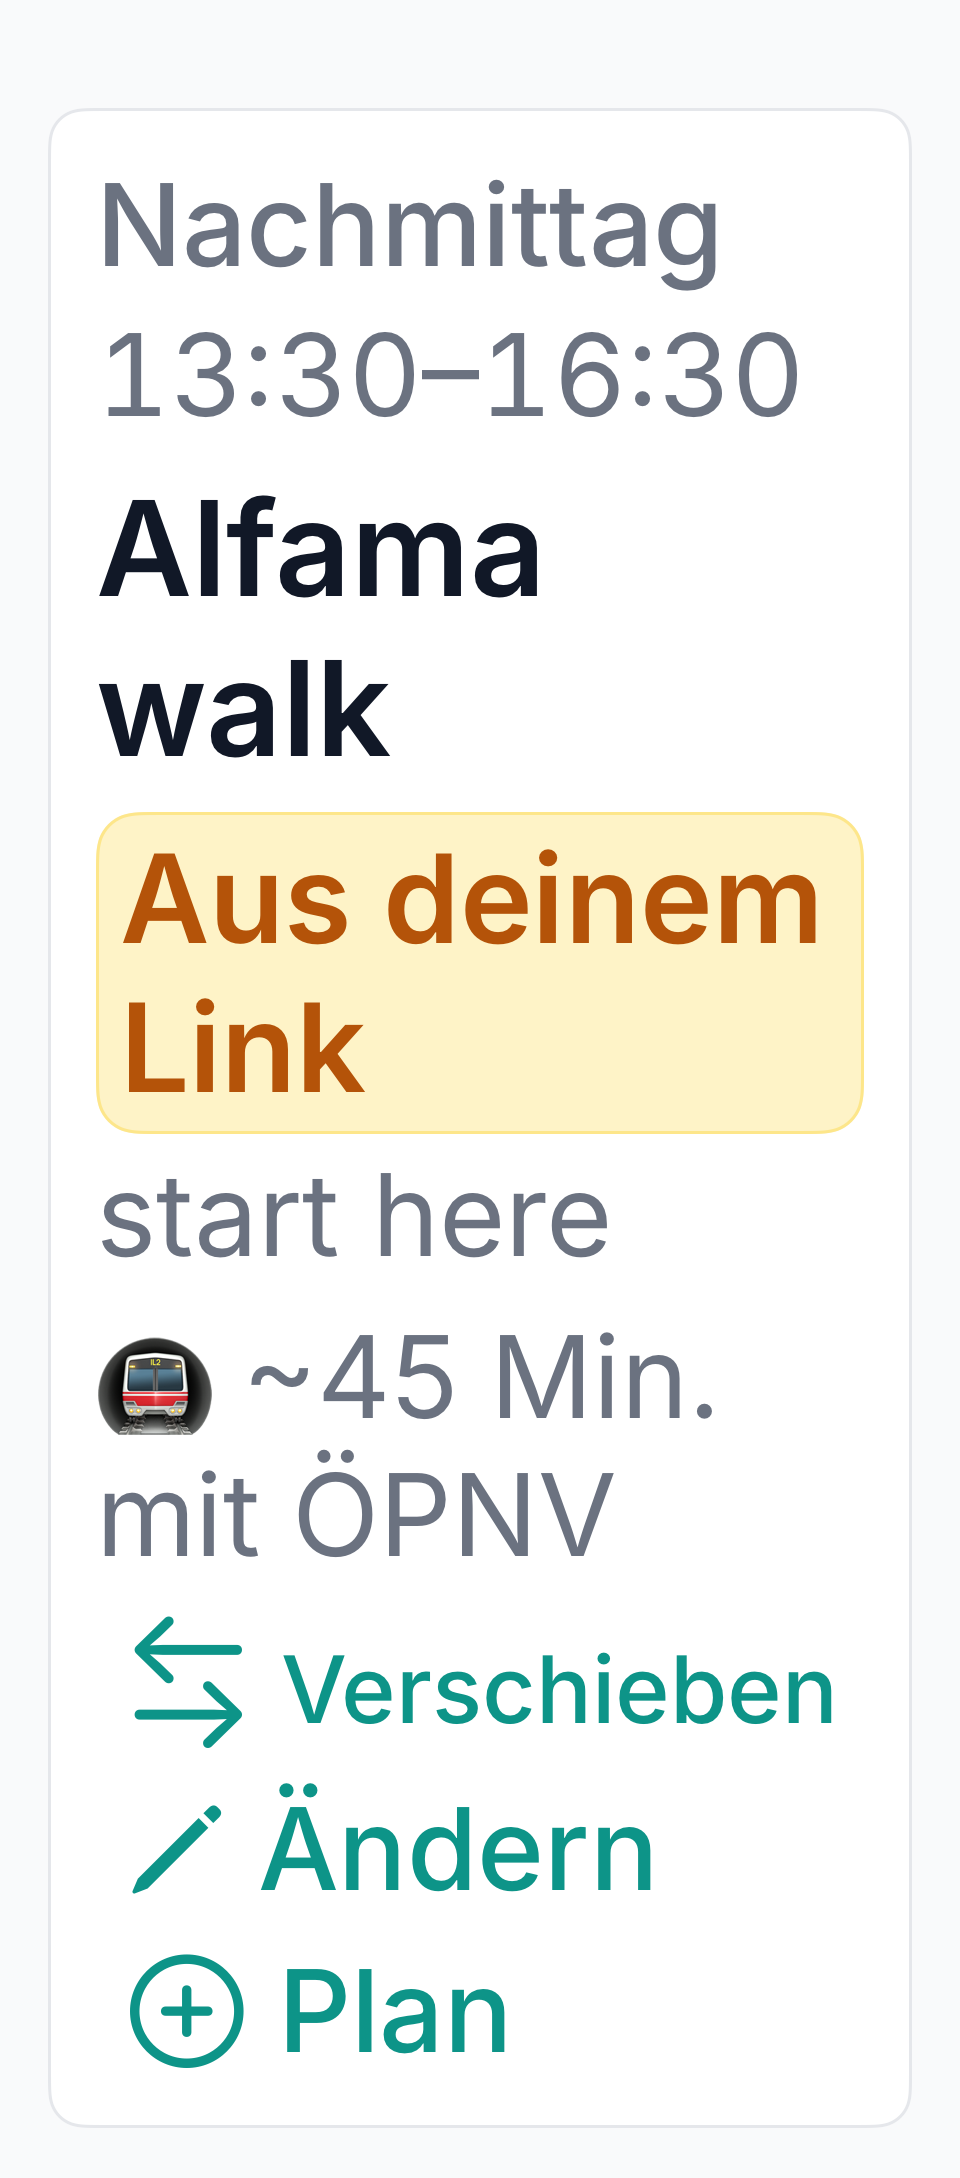 Nachmittag
13:30–16:30
Alfama
walk
Aus deinem
Link
start here
~45 Min.
mit ÖPNV
Verschieben
Ändern
Plan